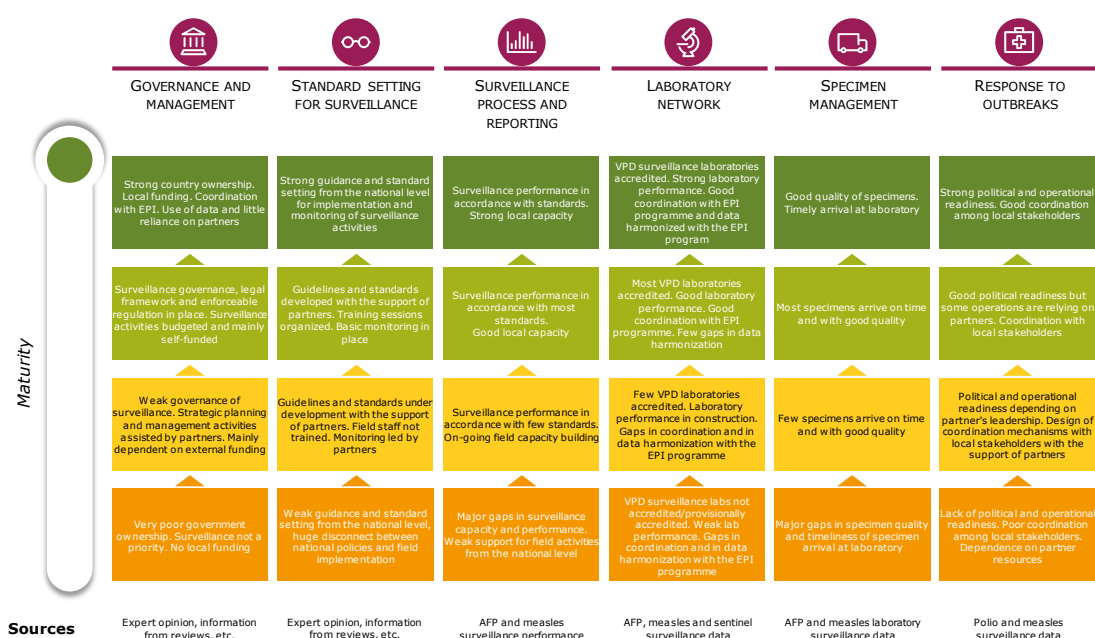 GOVERNANCE AND
MANAGEMENT
STANDARD SETTING
FOR SURVEILLANCE
SURVEILLANCE
PROCESS AND
REPORTING
LABORATORY
NETWORK
SPECIMEN
MANAGEMENT
RESPONSE TO
OUTBREAKS
Maturity
Strong country ownership.
Local funding. Coordination
with EPI. Use of data and little
reliance on partners
Strong guidance and standard
setting from the national level
for implementation and
monitoring of surveillance
activities
Surveillance performance in
accordance with standards.
Strong local capacity
VPD surveillance laboratories
accredited. Strong laboratory
performance. Good
coordination with EPI
programme and data
harmonized with the EPI
program
Good quality of specimens.
Timely arrival at laboratory
Strong political and operational
readiness. Good coordination
among local stakeholders
Surveillance governance, legal
framework and enforceable
regulation in place. Surveillance
activities budgeted and mainly
self-funded
Guidelines and standards
developed with the support of
partners. Training sessions
organized. Basic monitoring in
place
Surveillance performance in
accordance with most
standards.
Good local capacity
Most VPD laboratories
accredited. Good laboratory
performance. Good
coordination with EPI
programme. Few gaps in data
harmonization
Most specimens arrive on time
and with good quality
Good political readiness but
some operations are relying on
partners. Coordination with
local stakeholders
Weak governance of
surveillance. Strategic planning
and management activities
assisted by partners. Mainly
dependent on external funding
Guidelines and standards under
development with the support
of partners. Field staff not
trained. Monitoring led by
partners
Surveillance performance in
accordance with few standards.
On-going field capacity building
Few VPD laboratories
accredited. Laboratory
performance in construction.
Gaps in coordination and in
data harmonization with the
EPI programme
Few specimens arrive on time
and with good quality
Political and operational
readiness depending on
partner's leadership. Design of
coordination mechanisms with
local stakeholders with the
support of partners
Very poor government
ownership. Surveillance not a
priority. No local funding
Weak guidance and standard
setting from the national level,
huge disconnect between
national policies and field
implementation
Major gaps in surveillance
capacity and performance.
Weak support for field activities
from the national level
VPD surveillance labs not
accredited/provisionally
accredited. Weak lab
performance. Gaps in
coordination and in data
harmonization with the EPI
programme
Major gaps in specimen quality
and timeliness of specimen
arrival at laboratory
Lack of political and operational
readiness. Poor coordination
among local stakeholders.
Dependence on partner
resources
Sources
Expert opinion, information
from reviews, etc.
Expert opinion, information
from reviews, etc.
AFP and measles
surveillance performance
AFP, measles and sentinel
surveillance data
AFP and measles laboratory
surveillance data
Polio and measles
surveillance data